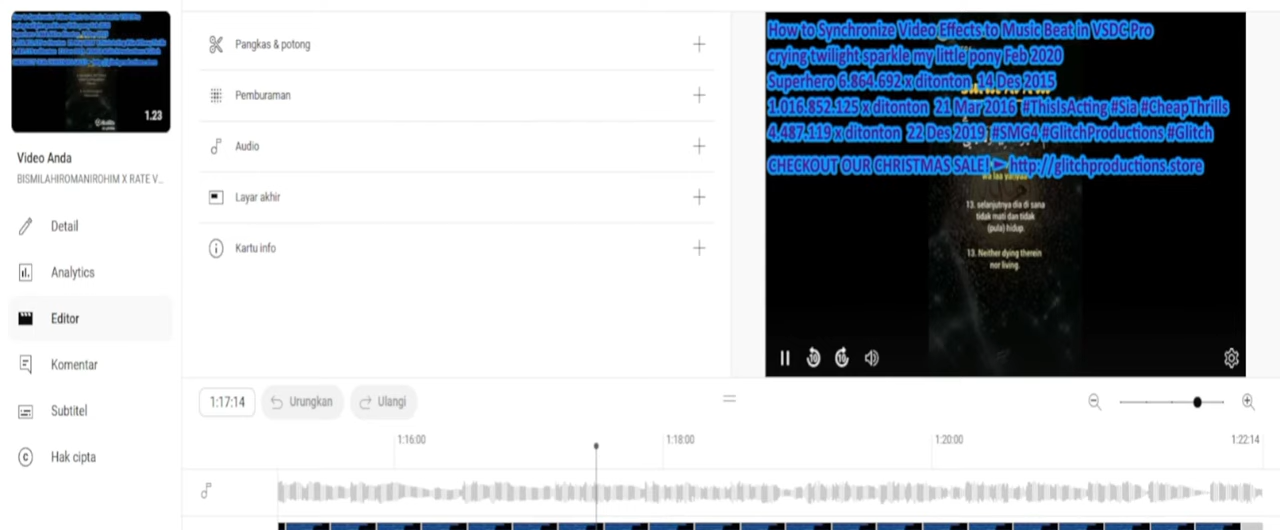 1.23
Video Anda
BISMILAHIROMANIROHIM X RATE V...
Detail
Analytics
Editor
Komentar
Subtitel
Hak cipta
Pangkas & potong
Pemburaman
Audio
Layar akhir
Kartu info
How to Synchronize Video Effects to Music Beat in VSDC Pro
crying twilight sparkle my little pony Feb 2020
Superhero 6.864.692 x ditonton 14 Des 2015
1.016.852.125 x ditonton 21 Mar 2016 #ThisIsActing #Sia #CheapThrills
4.487.119 x ditonton 22 Des 2019 #SMG4 #GlitchProductions #Glitch
CHECKOUT OUR CHRISTMAS SALE! ► http://glitchproductions.store
13. selanjutnya dia di sana
tidak mati dan tidak
(pula) hidup.
13. Neither dying therein
nor living.
10
10
1:17:14
Urungkan
Ulangi
1:16:00
1:18:00
1:20:00
1:22:14